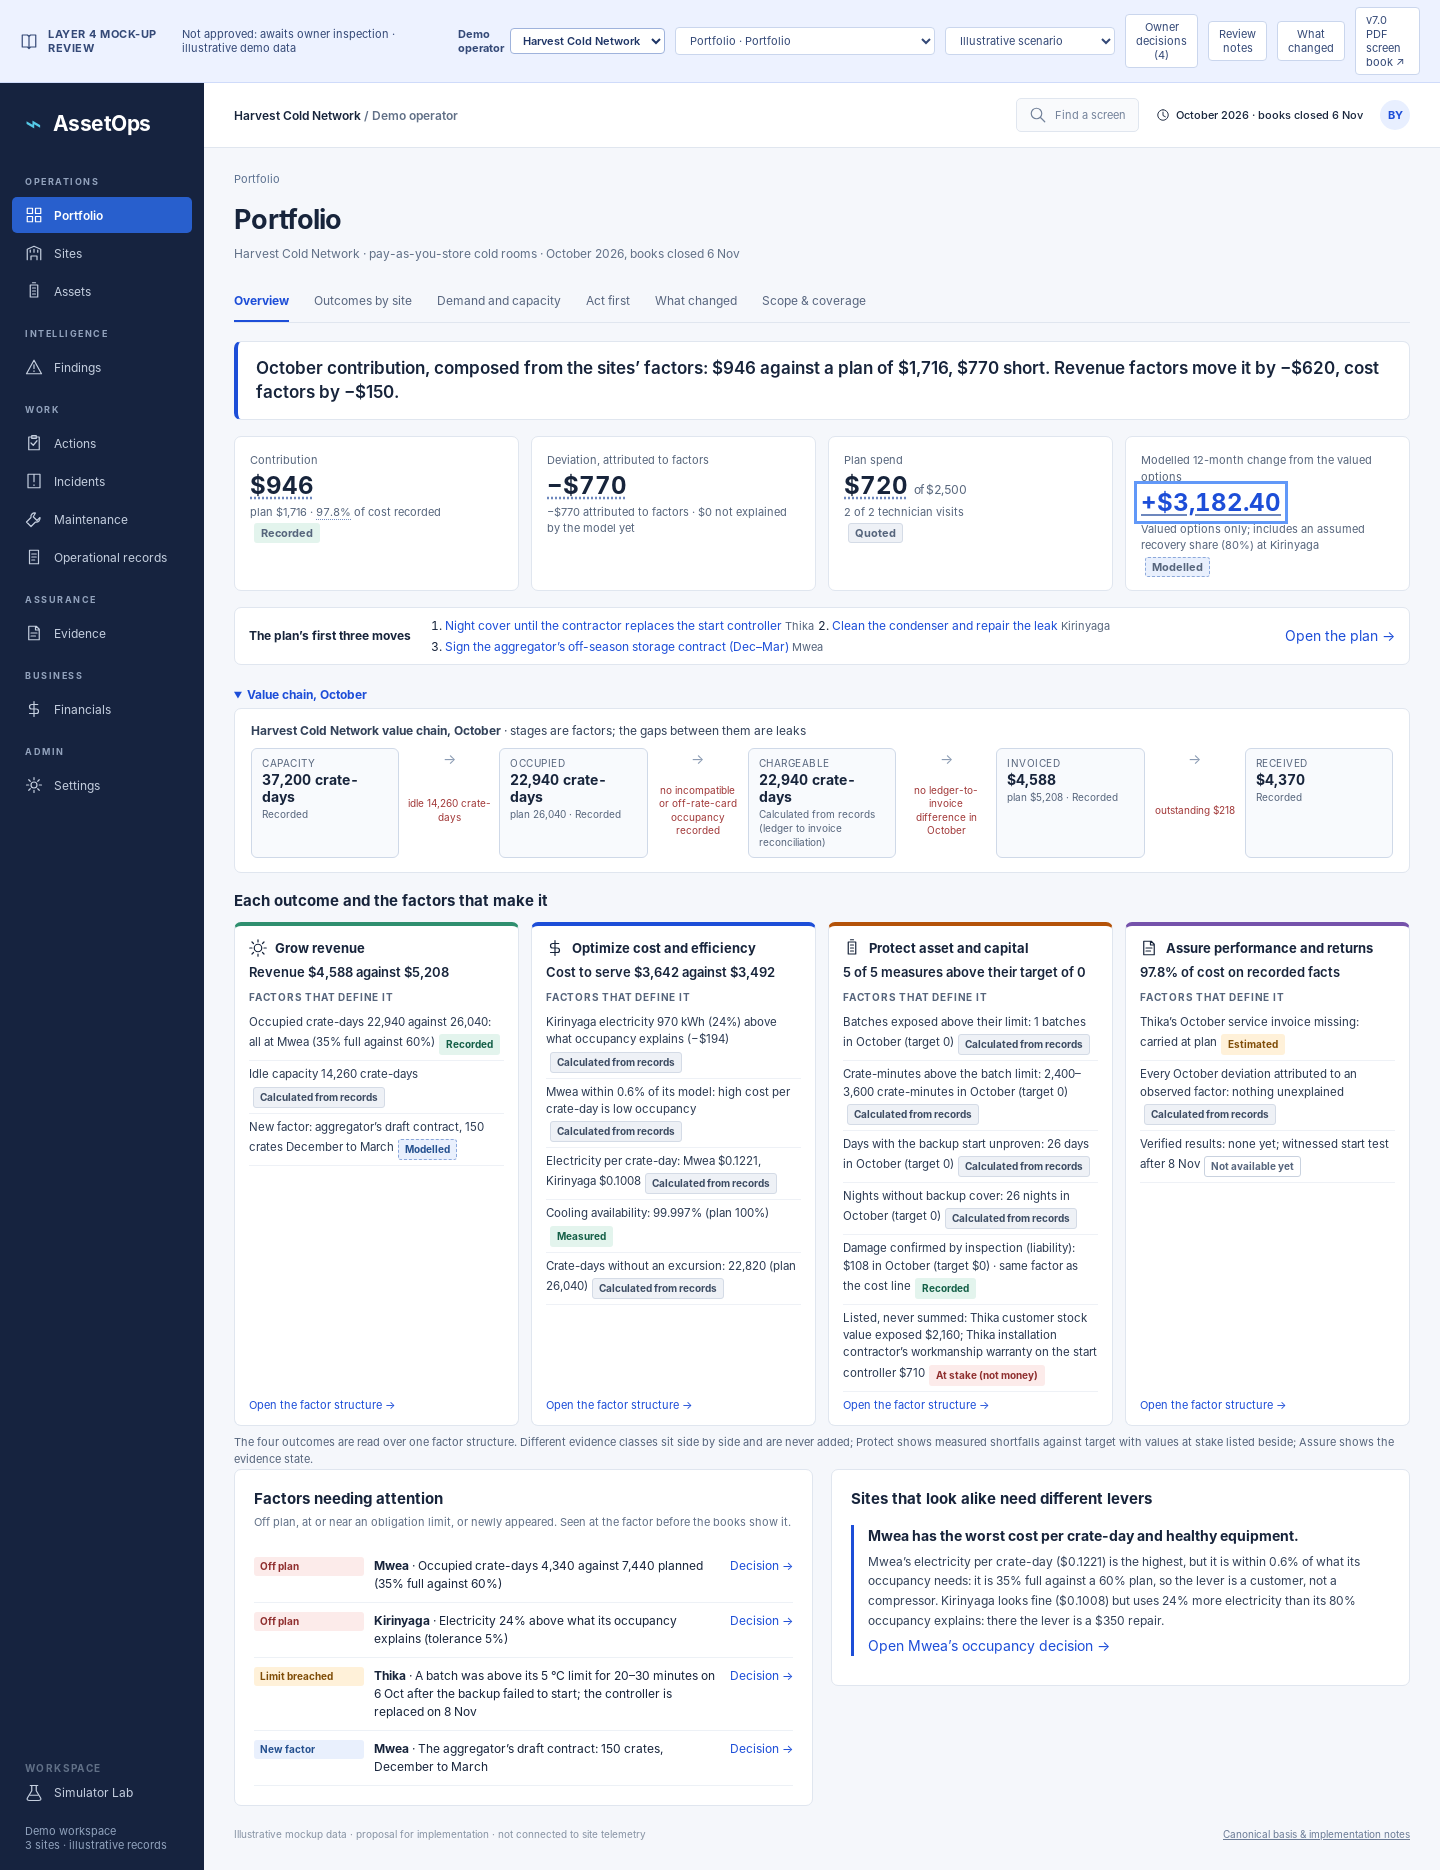 LAYER 4 MOCK-UP REVIEW
Not approved: awaits owner inspection · illustrative demo data
Demo operator
Harvest Cold Network
Portfolio · Portfolio
Illustrative scenario
Owner decisions (4)
Review notes
What changed
v7.0 PDF screen book ↗
AssetOps
Harvest Cold Network / Demo operator
Find a screen
October 2026 · books closed 6 Nov
BY
OPERATIONS
Portfolio
Sites
Assets
INTELLIGENCE
Findings
WORK
Actions
Incidents
Maintenance
Operational records
ASSURANCE
Evidence
BUSINESS
Financials
ADMIN
Settings
WORKSPACE
Simulator Lab
Demo workspace
3 sites · illustrative records
Portfolio
Portfolio
Harvest Cold Network · pay-as-you-store cold rooms · October 2026, books closed 6 Nov
Overview
Outcomes by site
Demand and capacity
Act first
What changed
Scope & coverage
October contribution, composed from the sites’ factors: $946 against a plan of $1,716, $770 short. Revenue factors move it by −$620, cost
factors by −$150.
Contribution
$946
plan $1,716 · 97.8% of cost recorded
Recorded
Deviation, attributed to factors
−$770
−$770 attributed to factors · $0 not explained
by the model yet
Plan spend
$720 of $2,500
2 of 2 technician visits
Quoted
Modelled 12-month change from the valued
options
+$3,182.40
Valued options only; includes an assumed
recovery share (80%) at Kirinyaga
Modelled
The plan’s first three moves
1. Night cover until the contractor replaces the start controller Thika 2. Clean the condenser and repair the leak Kirinyaga
3. Sign the aggregator’s off-season storage contract (Dec–Mar) Mwea
Open the plan →
▼ Value chain, October
Harvest Cold Network value chain, October · stages are factors; the gaps between them are leaks
CAPACITY
37,200 crate-
days
Recorded
→
idle 14,260 crate-
days
OCCUPIED
22,940 crate-
days
plan 26,040 · Recorded
→
no incompatible
or off-rate-card
occupancy
recorded
CHARGEABLE
22,940 crate-
days
Calculated from records
(ledger to invoice
reconciliation)
→
no ledger-to-
invoice
difference in
October
INVOICED
$4,588
plan $5,208 · Recorded
→
outstanding $218
RECEIVED
$4,370
Recorded
Each outcome and the factors that make it
Grow revenue
Revenue $4,588 against $5,208
FACTORS THAT DEFINE IT
Occupied crate-days 22,940 against 26,040:
all at Mwea (35% full against 60%) Recorded
Idle capacity 14,260 crate-days
Calculated from records
New factor: aggregator’s draft contract, 150
crates December to March Modelled
Open the factor structure →
Optimize cost and efficiency
Cost to serve $3,642 against $3,492
FACTORS THAT DEFINE IT
Kirinyaga electricity 970 kWh (24%) above
what occupancy explains (−$194)
Calculated from records
Mwea within 0.6% of its model: high cost per
crate-day is low occupancy
Calculated from records
Electricity per crate-day: Mwea $0.1221,
Kirinyaga $0.1008 Calculated from records
Cooling availability: 99.997% (plan 100%)
Measured
Crate-days without an excursion: 22,820 (plan
26,040) Calculated from records
Open the factor structure →
Protect asset and capital
5 of 5 measures above their target of 0
FACTORS THAT DEFINE IT
Batches exposed above their limit: 1 batches
in October (target 0) Calculated from records
Crate-minutes above the batch limit: 2,400–
3,600 crate-minutes in October (target 0)
Calculated from records
Days with the backup start unproven: 26 days
in October (target 0) Calculated from records
Nights without backup cover: 26 nights in
October (target 0) Calculated from records
Damage confirmed by inspection (liability):
$108 in October (target $0) · same factor as
the cost line Recorded
Listed, never summed: Thika customer stock
value exposed $2,160; Thika installation
contractor’s workmanship warranty on the start
controller $710 At stake (not money)
Open the factor structure →
Assure performance and returns
97.8% of cost on recorded facts
FACTORS THAT DEFINE IT
Thika’s October service invoice missing:
carried at plan Estimated
Every October deviation attributed to an
observed factor: nothing unexplained
Calculated from records
Verified results: none yet; witnessed start test
after 8 Nov Not available yet
Open the factor structure →
The four outcomes are read over one factor structure. Different evidence classes sit side by side and are never added; Protect shows measured shortfalls against target with values at stake listed beside; Assure shows the
evidence state.
Factors needing attention
Off plan, at or near an obligation limit, or newly appeared. Seen at the factor before the books show it.
Off plan
Mwea · Occupied crate-days 4,340 against 7,440 planned
(35% full against 60%)
Decision →
Off plan
Kirinyaga · Electricity 24% above what its occupancy
explains (tolerance 5%)
Decision →
Limit breached
Thika · A batch was above its 5 °C limit for 20–30 minutes on
6 Oct after the backup failed to start; the controller is
replaced on 8 Nov
Decision →
New factor
Mwea · The aggregator’s draft contract: 150 crates,
December to March
Decision →
Sites that look alike need different levers
Mwea has the worst cost per crate-day and healthy equipment.
Mwea’s electricity per crate-day ($0.1221) is the highest, but it is within 0.6% of what its
occupancy needs: it is 35% full against a 60% plan, so the lever is a customer, not a
compressor. Kirinyaga looks fine ($0.1008) but uses 24% more electricity than its 80%
occupancy explains: there the lever is a $350 repair.
Open Mwea’s occupancy decision →
Illustrative mockup data · proposal for implementation · not connected to site telemetry
Canonical basis & implementation notes